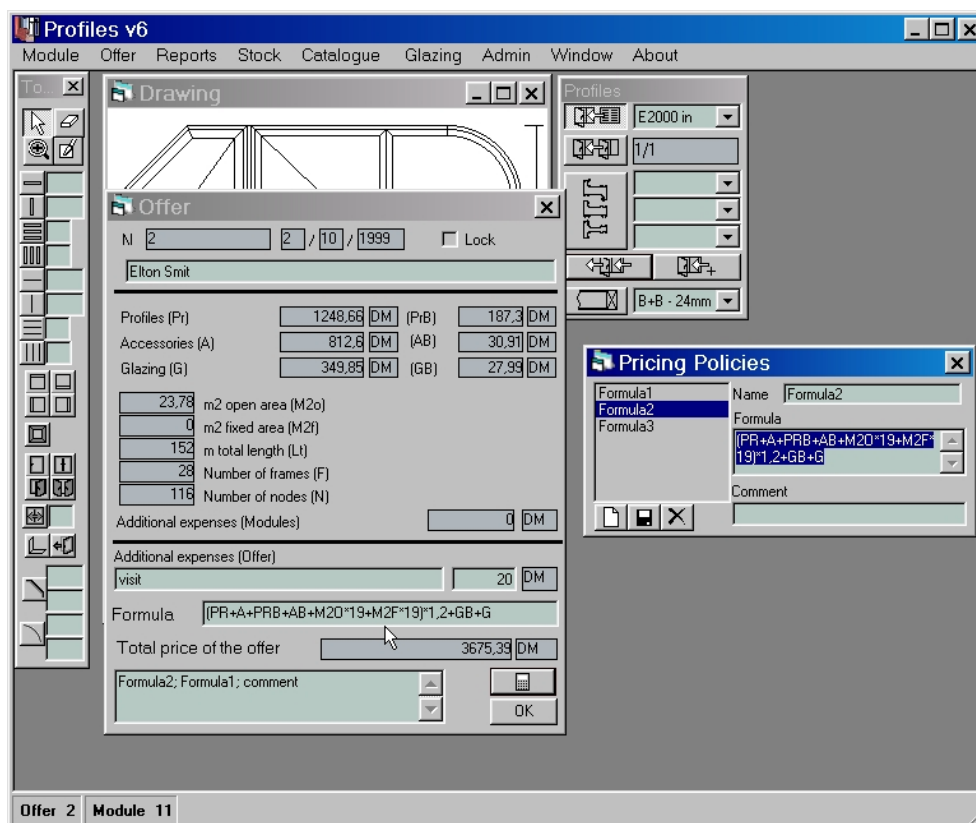 Profiles v6
Module Offer Reports Stock Catalogue Glazing Admin Window About
To...
Drawing
Profiles
E2000 in
1/1
B+B - 24mm
Offer
N 2 2 / 10 / 1999 Lock
Elton Smit
Profiles (Pr) 1248,66 DM (PrB) 187,3 DM
Accessories (A) 812,6 DM (AB) 30,91 DM
Glazing (G) 349,85 DM (GB) 27,99 DM
23,78 m2 open area (M2o)
0 m2 fixed area (M2f)
152 m total length (Lt)
28 Number of frames (F)
116 Number of nodes (N)
Additional expenses (Modules) 0 DM
Additional expenses (Offer)
visit 20 DM
Formula (PR+A+PRB+AB+M2O*19+M2F*19)*1,2+GB+G
Total price of the offer 3675,39 DM
Formula2; Formula1; comment
OK
Pricing Policies
Formula1
Formula2
Formula3
Name Formula2
Formula
(PR+A+PRB+AB+M2O*19+M2F*
19)*1,2+GB+G
Comment
Offer 2 Module 11